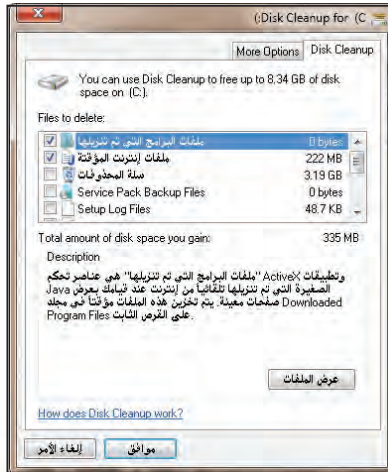 (:Disk Cleanup for (C
More Options
Disk Cleanup
You can use Disk Cleanup to free up to 8,34 GB of disk
space on (C:).
Files to delete:
ملفات البرامج التي تم تنزيلها 0 bytes
ملفات إنترنت المؤقتة 222 MB
سلة المحذوفات 3.19 GB
Service Pack Backup Files 0 bytes
Setup Log Files 48.7 KB
Total amount of disk space you gain: 335 MB
Description
وتطبيقات ActiveX "ملفات البرامج التي تم تنزيلها" هي عناصر تحكم
Java الصغيرة التي تم تنزيلها تلقائياً من إنترنت عند قيامك بعرض
Downloaded صفحات معينة. يتم تخزين هذه الملفات مؤقتاً في مجلد
Program Files على القرص الثابت.
عرض الملفات
How does Disk Cleanup work?
موافق
إلغاء الأمر